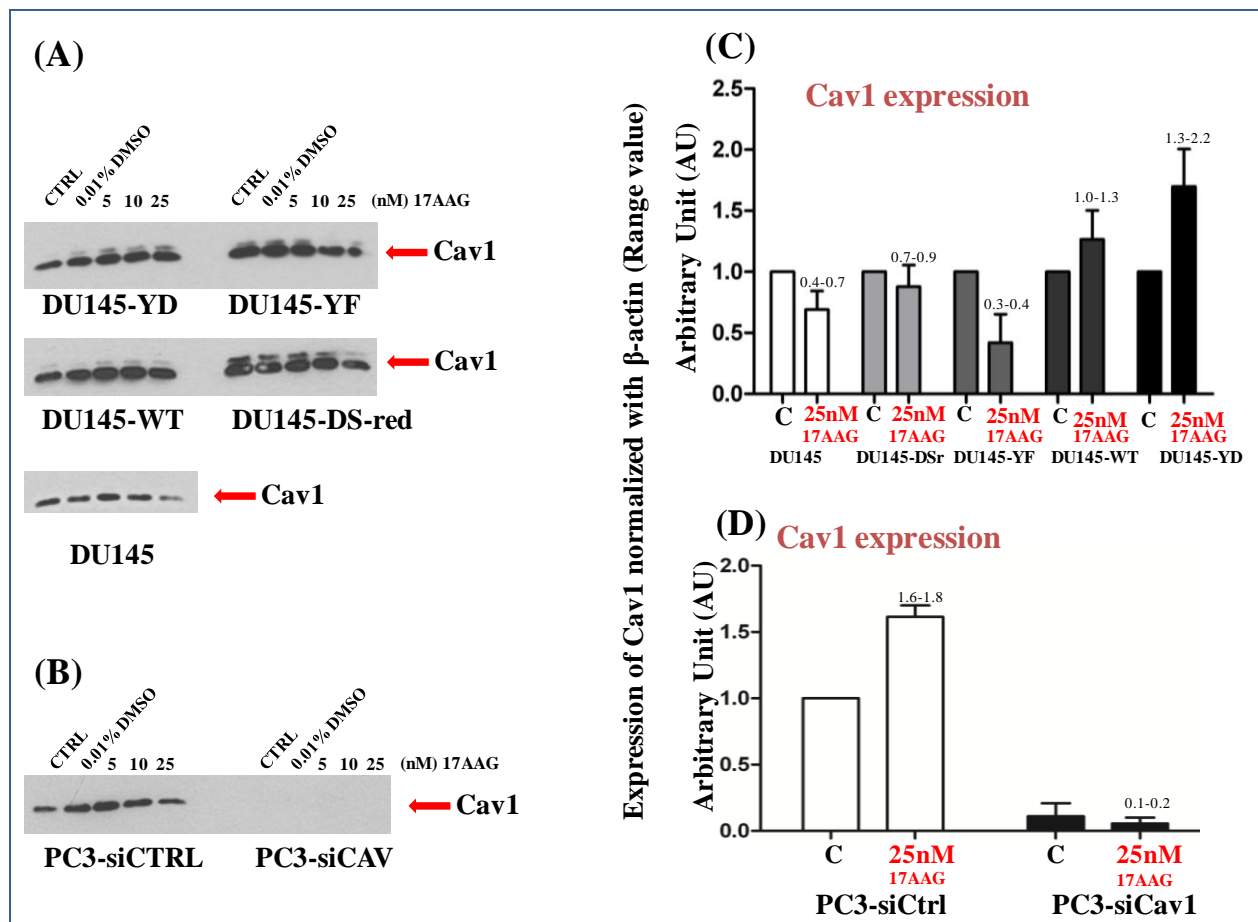 (A)
CTRL
0.01% DMSO
5 10 25
CTRL
0.01% DMSO
5 10 25
(nM) 17AAG
Cav1
DU145-YD
DU145-YF
Cav1
DU145-WT
DU145-DS-red
Cav1
DU145
(B)
CTRL
0.01% DMSO
5 10 25
CTRL
0.01% DMSO
5 10 25
(nM) 17AAG
Cav1
PC3-siCTRL
PC3-siCAV
Expression of Cav1 normalized with β-actin (Range value)
(C)
Cav1 expression
Arbitrary Unit (AU)
2.5
2.0
1.5
1.0
0.5
0.0
0.4-0.7
0.7-0.9
0.3-0.4
1.0-1.3
1.3-2.2
C 25nM C 25nM C 25nM C 25nM C 25nM
17AAG 17AAG 17AAG 17AAG 17AAG
DU145 DU145-DSr DU145-YF DU145-WT DU145-YD
(D)
Cav1 expression
Arbitrary Unit (AU)
2.0
1.5
1.0
0.5
0.0
1.6-1.8
0.1-0.2
C 25nM C 25nM
17AAG 17AAG
PC3-siCtrl PC3-siCav1